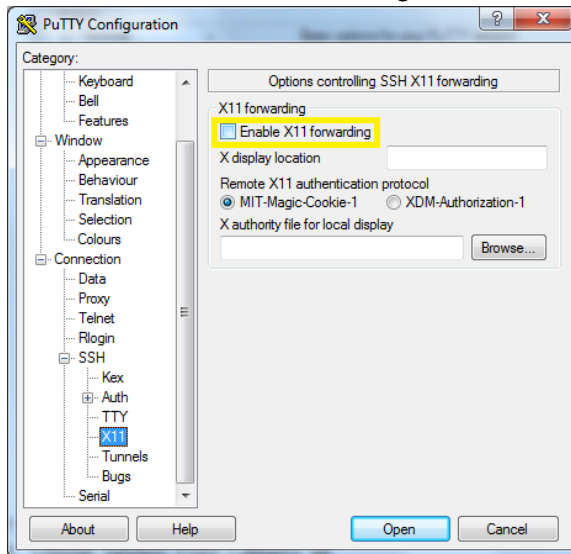 PuTTY Configuration
Category:
Keyboard
Bell
Features
Window
Appearance
Behaviour
Translation
Selection
Colours
Connection
Data
Proxy
Telnet
Rlogin
SSH
Kex
Auth
TTY
X11
Tunnels
Bugs
Serial
Options controlling SSH X11 forwarding
X11 forwarding
Enable X11 forwarding
X display location
Remote X11 authentication protocol
MIT-Magic-Cookie-1 XDM-Authorization-1
X authority file for local display
Browse...
About Help Open Cancel